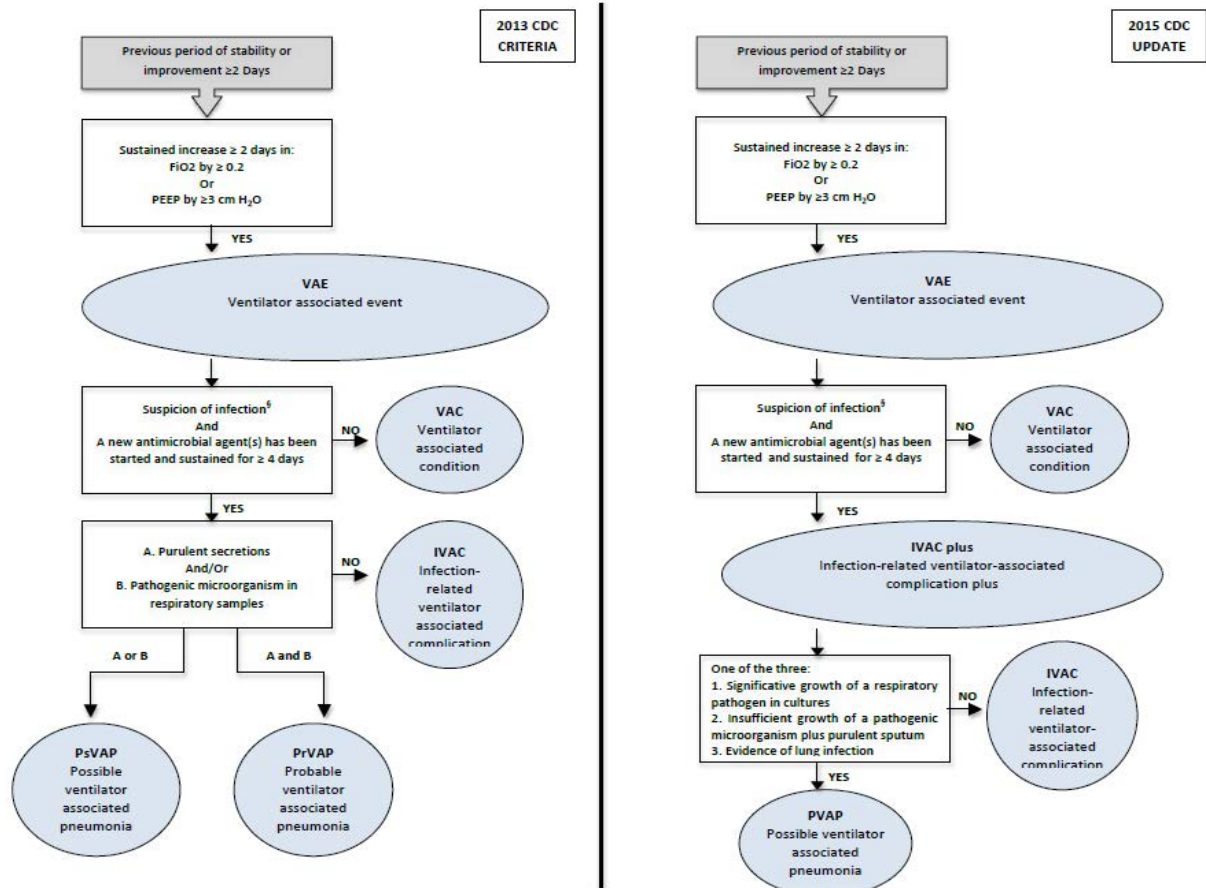 2013 CDC
CRITERIA
Previous period of stability or
improvement ≥2 Days
Sustained increase ≥ 2 days in:
FiO2 by ≥ 0.2
Or
PEEP by ≥3 cm H₂O
YES
VAE
Ventilator associated event
Suspicion of infection§
And
A new antimicrobial agent(s) has been
started and sustained for ≥ 4 days
NO
VAC
Ventilator
associated
condition
YES
A. Purulent secretions
And/Or
B. Pathogenic microorganism in
respiratory samples
NO
IVAC
Infection-
related
ventilator
associated
complication
A or B
A and B
PsVAP
Possible
ventilator
associated
pneumonia
PrVAP
Probable
ventilator
associated
pneumonia
2015 CDC
UPDATE
Previous period of stability or
improvement ≥2 Days
Sustained increase ≥ 2 days in:
FiO2 by ≥ 0.2
Or
PEEP by ≥3 cm H₂O
YES
VAE
Ventilator associated event
Suspicion of infection§
And
A new antimicrobial agent(s) has been
started and sustained for ≥ 4 days
NO
VAC
Ventilator
associated
condition
YES
IVAC plus
Infection-related ventilator-associated
complication plus
One of the three:
1. Significative growth of a respiratory
pathogen in cultures
2. Insufficient growth of a pathogenic
microorganism plus purulent sputum
3. Evidence of lung infection
NO
IVAC
Infection-
related
ventilator-
associated
complication
YES
PVAP
Possible ventilator
associated
pneumonia